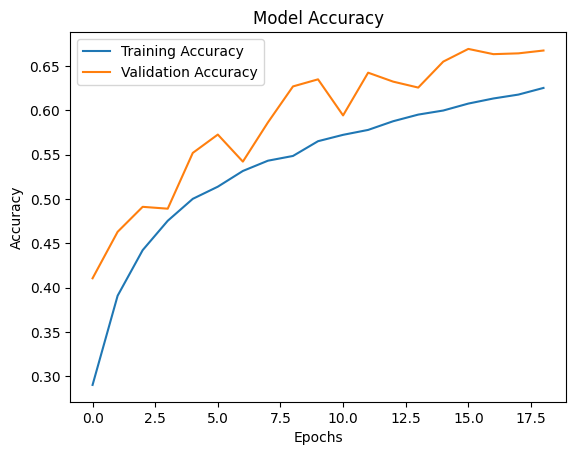 Model Accuracy
Training Accuracy
Validation Accuracy
0.65
0.60
0.55
0.50
0.45
0.40
0.35
0.30
Accuracy
0.0 2.5 5.0 7.5 10.0 12.5 15.0 17.5
Epochs